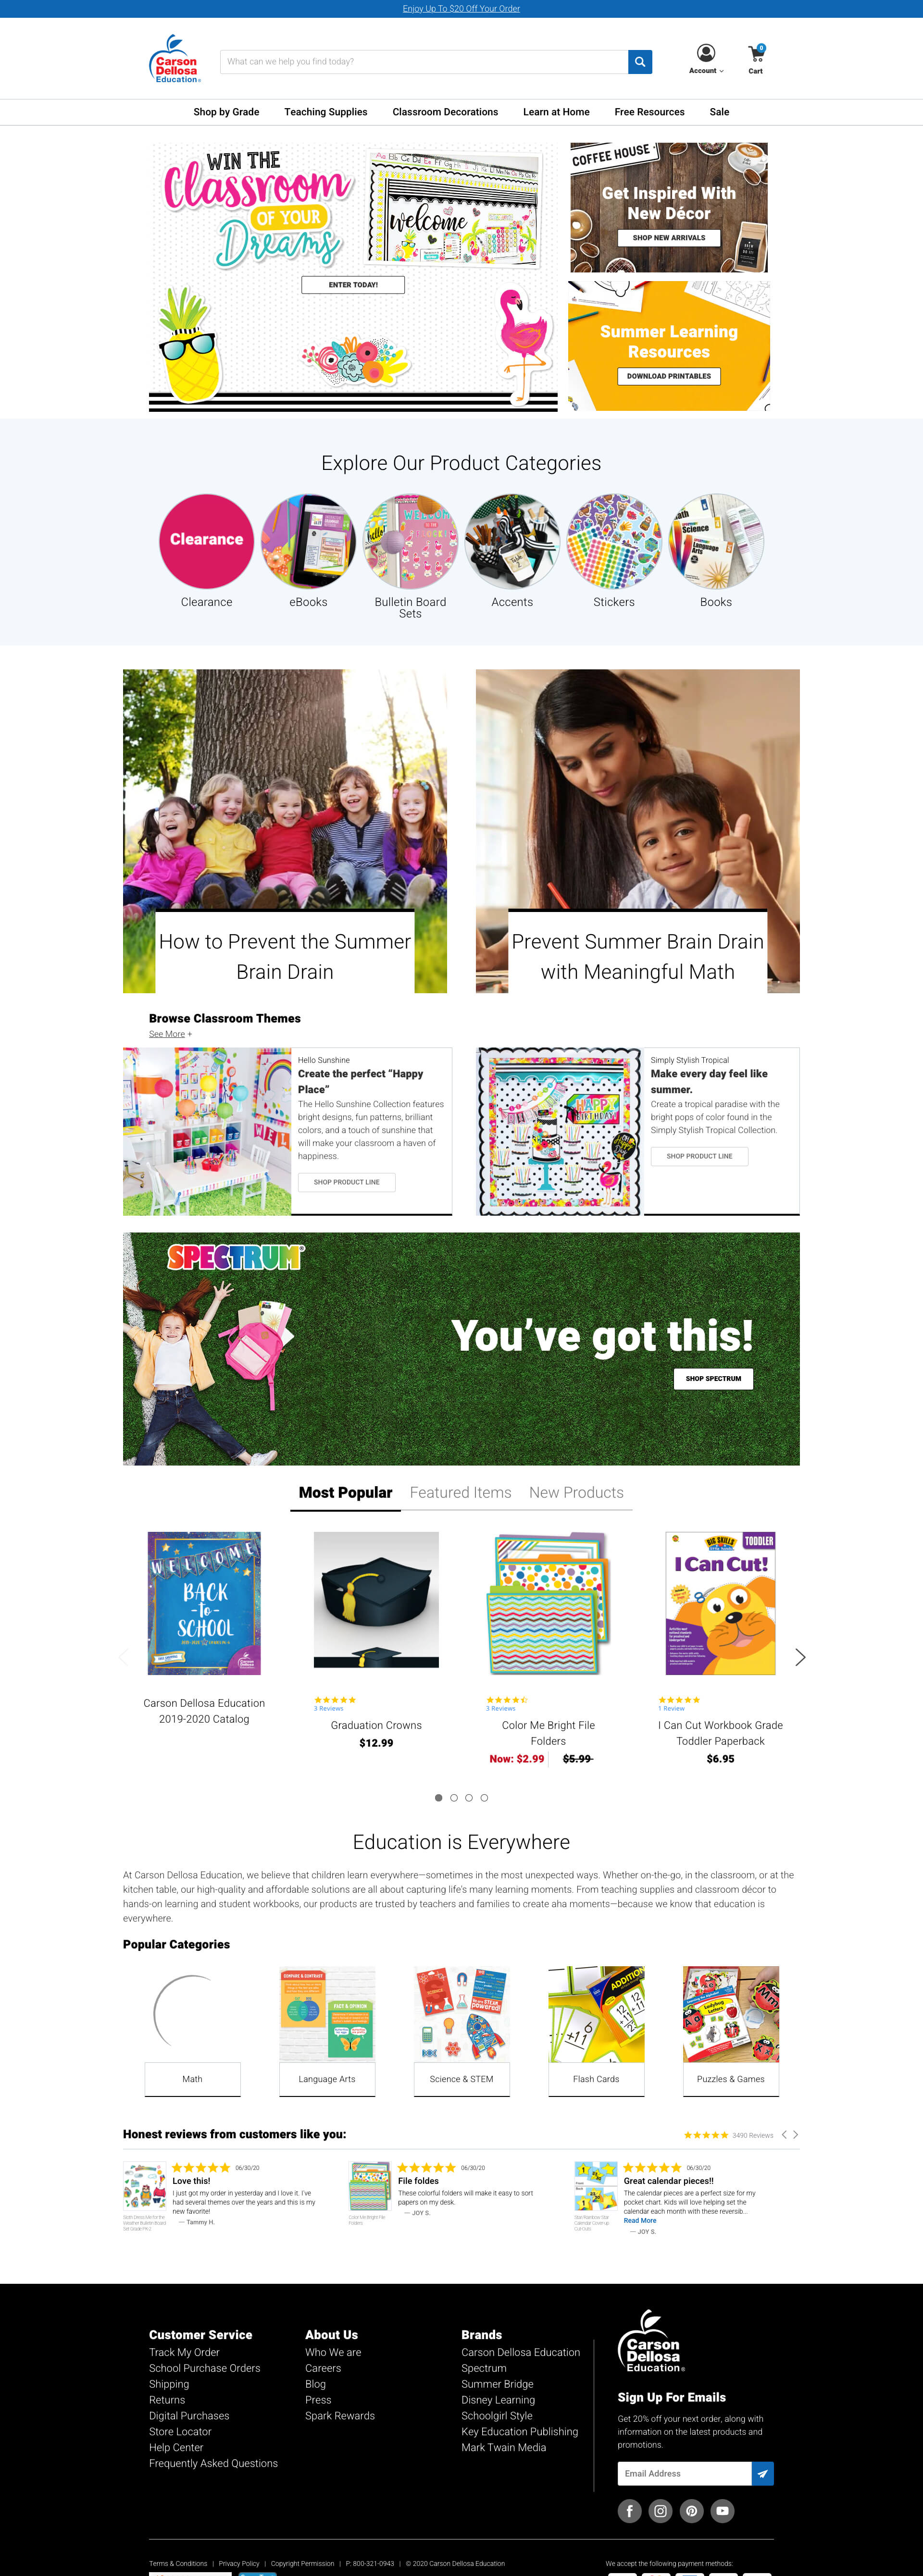 Enjoy Up To $20 Off Your Order
Carson
Dellosa
Education
What can we help you find today?
Account
0
Cart
Shop by Grade
Teaching Supplies
Classroom Decorations
Learn at Home
Free Resources
Sale
WIN THE
Classroom
OF YOUR
Dreams
welcome
ENTER TODAY!
COFFEE HOUSE
Get Inspired With
New Décor
SHOP NEW ARRIVALS
Summer Learning
Resources
DOWNLOAD PRINTABLES
Explore Our Product Categories
Clearance
Clearance
eBooks
Bulletin Board
Sets
Accents
Stickers
Books
How to Prevent the Summer
Brain Drain
Prevent Summer Brain Drain
with Meaningful Math
Browse Classroom Themes
See More +
Hello Sunshine
Create the perfect “Happy
Place”
The Hello Sunshine Collection features
bright designs, fun patterns, brilliant
colors, and a touch of sunshine that
will make your classroom a haven of
happiness.
SHOP PRODUCT LINE
HAPPY
BIRTHDAY
Simply Stylish Tropical
Make every day feel like
summer.
Create a tropical paradise with the
bright pops of color found in the
Simply Stylish Tropical Collection.
SHOP PRODUCT LINE
SPECTRUM
You’ve got this!
SHOP SPECTRUM
Most Popular
Featured Items
New Products
WELCOME
BACK
-to-
SCHOOL
Carson Dellosa Education
2019-2020 Catalog
3 Reviews
Graduation Crowns
$12.99
3 Reviews
Color Me Bright File
Folders
Now: $2.99
$5.99
BIG SKILLS
TODDLER
I Can Cut!
1 Review
I Can Cut Workbook Grade
Toddler Paperback
$6.95
Education is Everywhere
At Carson Dellosa Education, we believe that children learn everywhere—sometimes in the most unexpected ways. Whether on-the-go, in the classroom, or at the
kitchen table, our high-quality and affordable solutions are all about capturing life's many learning moments. From teaching supplies and classroom décor to
hands-on learning and student workbooks, our products are trusted by teachers and families to create aha moments—because we know that education is
everywhere.
Popular Categories
COMPARE & CONTRAST
FACT & OPINION
ADDITION
Math
Language Arts
Science & STEM
Flash Cards
Puzzles & Games
Honest reviews from customers like you:
3490 Reviews
06/30/20
Love this!
I just got my order in yesterday and I love it. I've
had several themes over the years and this is my
new favorite!
— Tammy H.
06/30/20
File foldes
These colorful folders will make it easy to sort
papers on my desk.
— JOY S.
Color Me Bright File
Folders
06/30/20
Great calendar pieces!!
The calendar pieces are a perfect size for my
pocket chart. Kids will love helping set the
calendar each month with these reversib...
Read More
— JOY S.
Customer Service
Track My Order
School Purchase Orders
Shipping
Returns
Digital Purchases
Store Locator
Help Center
Frequently Asked Questions
About Us
Who We are
Careers
Blog
Press
Spark Rewards
Brands
Carson Dellosa Education
Spectrum
Summer Bridge
Disney Learning
Schoolgirl Style
Key Education Publishing
Mark Twain Media
Carson
Dellosa
Education
Sign Up For Emails
Get 20% off your next order, along with
information on the latest products and
promotions.
Email Address
Terms & Conditions | Privacy Policy | Copyright Permission | P: 800-321-0943 | © 2020 Carson Dellosa Education
We accept the following payment methods: